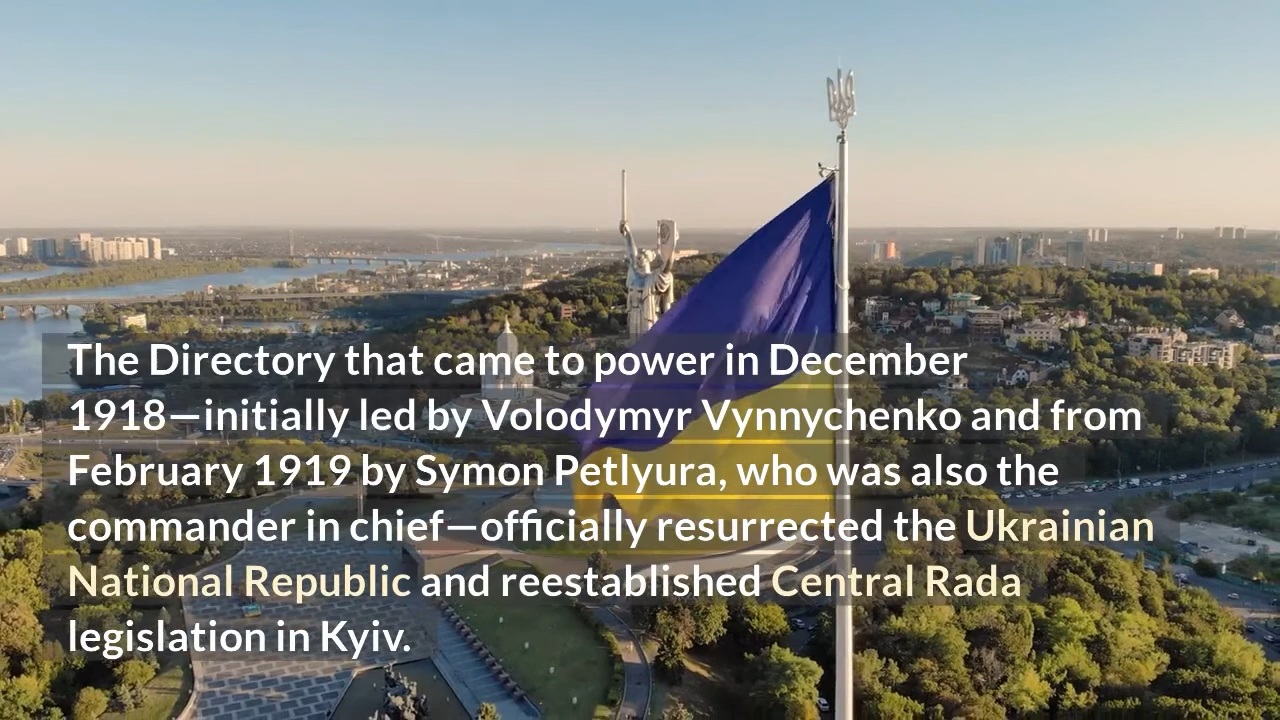 The Directory that came to power in December
1918—initially led by Volodymyr Vynnychenko and from
February 1919 by Symon Petlyura, who was also the
commander in chief—officially resurrected the Ukrainian
National Republic and reestablished Central Rada
legislation in Kyiv.